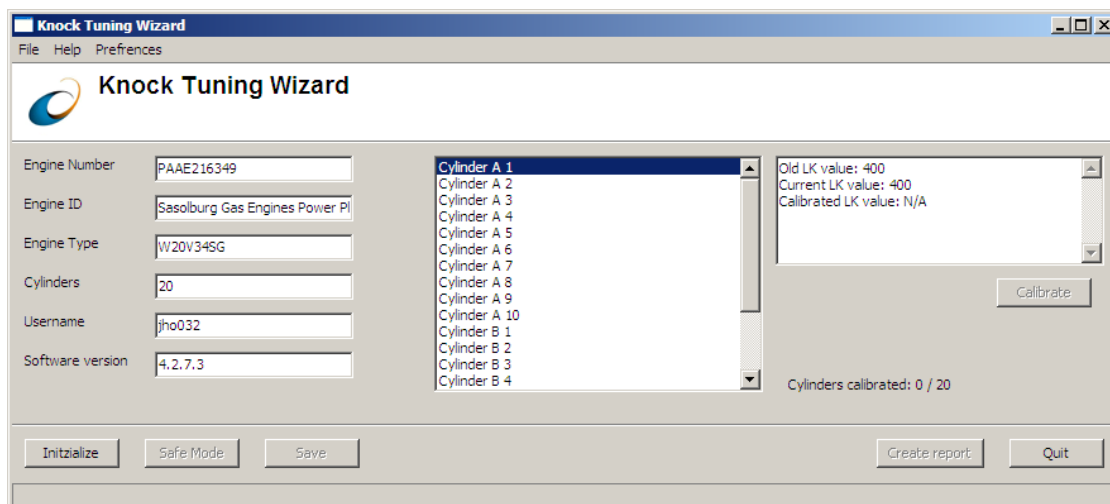 Knock Tuning Wizard
File Help Prefrences
Knock Tuning Wizard
Engine Number PAAE216349
Engine ID Sasolburg Gas Engines Power Pl
Engine Type W20V34SG
Cylinders 20
Username jho032
Software version 4.2.7.3
Cylinder A 1
Cylinder A 2
Cylinder A 3
Cylinder A 4
Cylinder A 5
Cylinder A 6
Cylinder A 7
Cylinder A 8
Cylinder A 9
Cylinder A 10
Cylinder B 1
Cylinder B 2
Cylinder B 3
Cylinder B 4
Old LK value: 400
Current LK value: 400
Calibrated LK value: N/A
Calibrate
Cylinders calibrated: 0 / 20
Initzialize Safe Mode Save Create report Quit